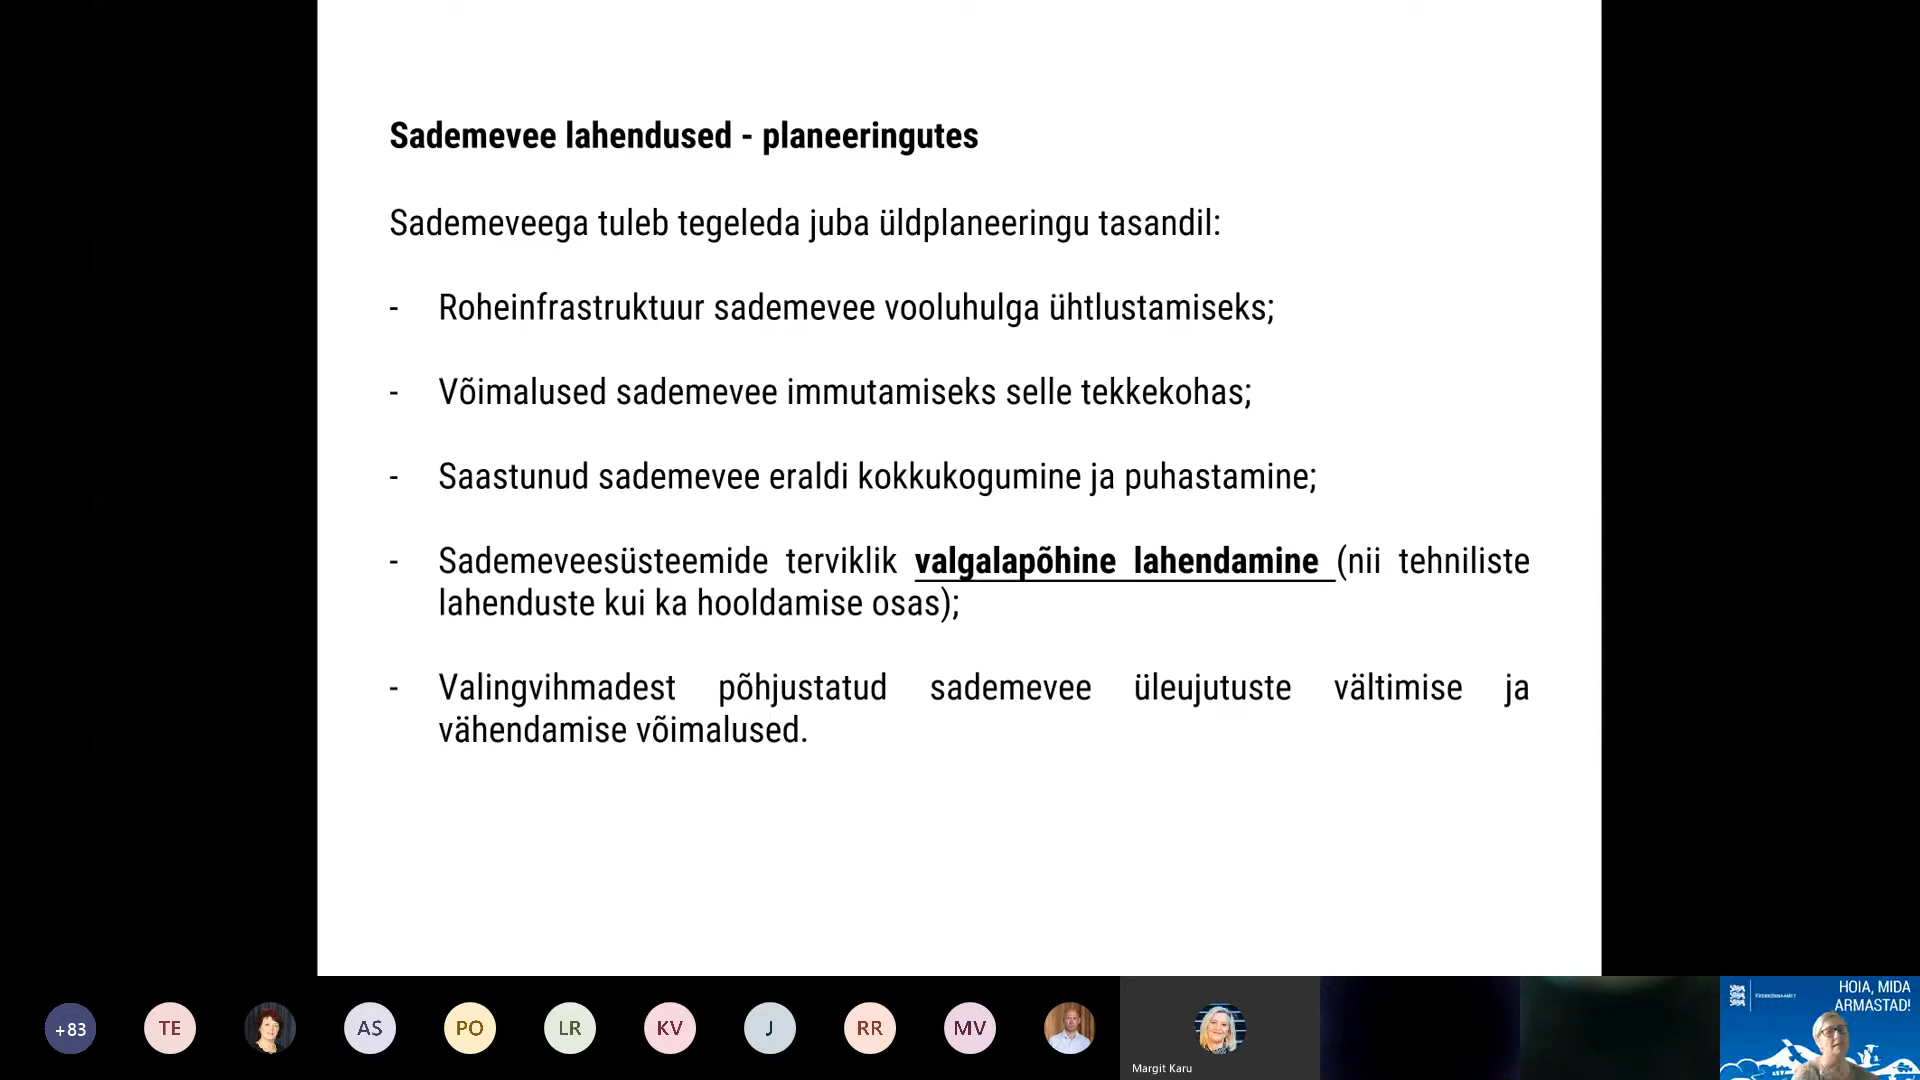 Sademevee lahendused - planeeringutes
Sademeveega tuleb tegeleda juba üldplaneeringu tasandil:
- Roheinfrastruktuur sademevee vooluhulga ühtlustamiseks;
- Võimalused sademevee immutamiseks selle tekkekohas;
- Saastunud sademevee eraldi kokkukogumine ja puhastamine;
- Sademeveesüsteemide terviklik valgalapõhine lahendamine (nii tehniliste
lahenduste kui ka hooldamise osas);
- Valingvihmadest põhjustatud sademevee üleujutuste vältimise ja
vähendamise võimalused.
+83
TE
AS
PO
LR
KV
J
RR
MV
Margit Karu
HOIA, MIDA
ARMASTAD!